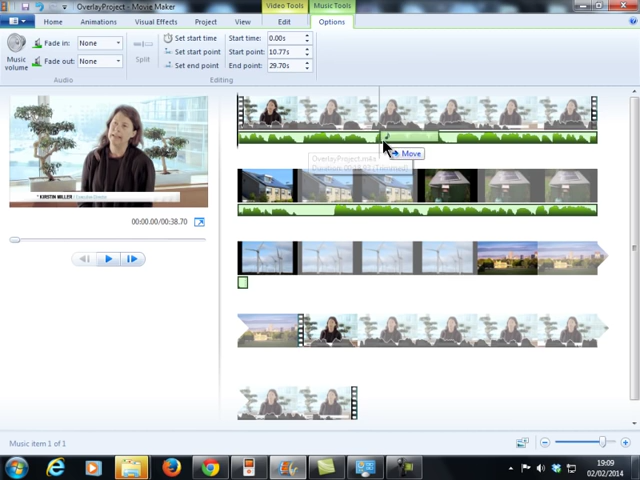 OverlayProject - Movie Maker
Video Tools
Music Tools
Home
Animations
Visual Effects
Project
View
Edit
Options
Music volume
Fade in: None
Fade out: None
Audio
Split
Set start time
Set start point
Set end point
Start time: 0.00s
Start point: 10.77s
End point: 29.70s
Editing
Move
OverlayProject.m4a
KIRSTIN MILLER
00:00.00/00:38.70
Music item 1 of 1
19:09
02/02/2014